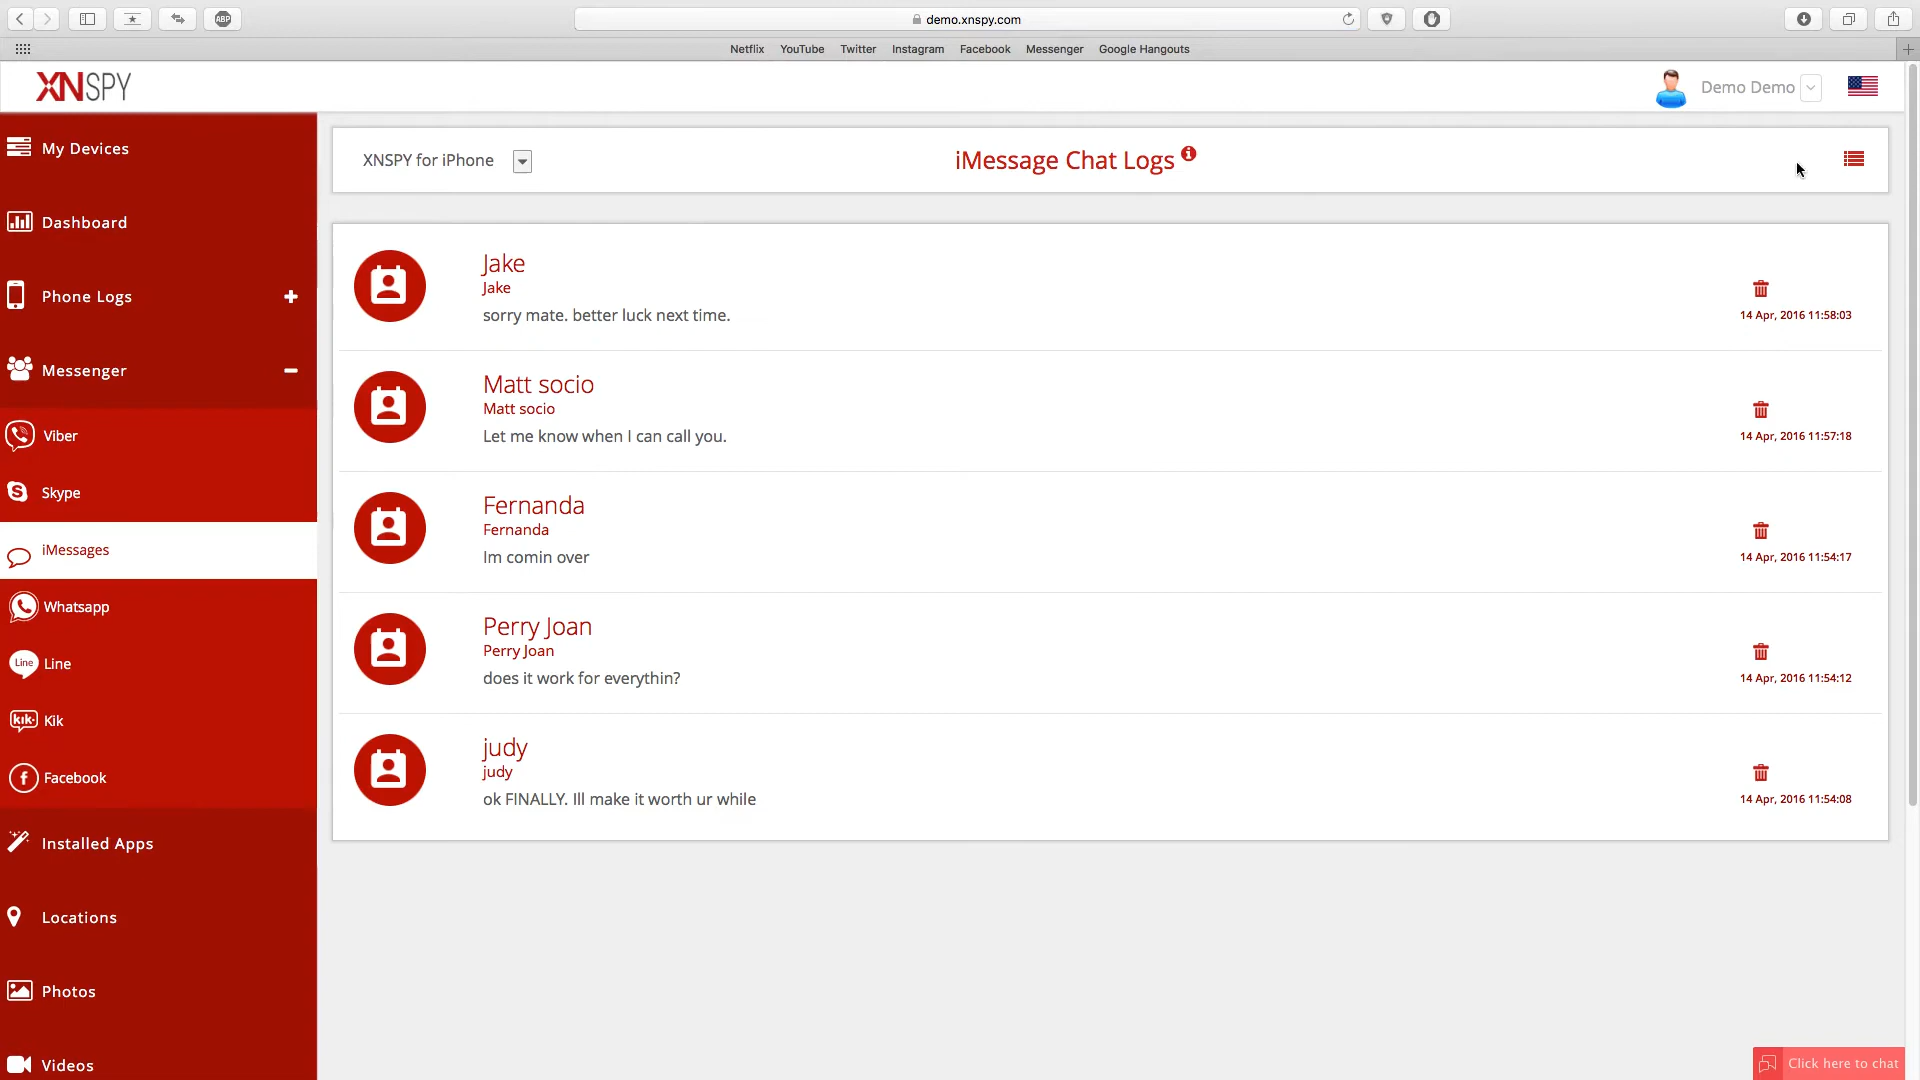 ABP
demo.xnspy.com
Netflix YouTube Twitter Instagram Facebook Messenger Google Hangouts
XNSPY
Demo Demo
My Devices
Dashboard
Phone Logs
Messenger
Viber
Skype
iMessages
Whatsapp
Line Line
kik Kik
Facebook
Installed Apps
Locations
Photos
Videos
XNSPY for iPhone
iMessage Chat Logs
Jake
Jake
sorry mate. better luck next time.
14 Apr, 2016 11:58:03
Matt socio
Matt socio
Let me know when I can call you.
14 Apr, 2016 11:57:18
Fernanda
Fernanda
Im comin over
14 Apr, 2016 11:54:17
Perry Joan
Perry Joan
does it work for everythin?
14 Apr, 2016 11:54:12
judy
judy
ok FINALLY. Ill make it worth ur while
14 Apr, 2016 11:54:08
Click here to chat